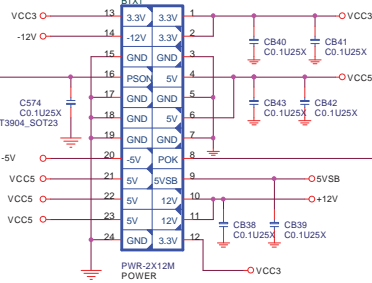 BTX1
VCC3 13 3.3V 3.3V 1 VCC3
-12V 14 -12V 3.3V 2
15 GND GND 3 CB40 CB41
C0.1U25X C0.1U25X
16 PSON 5V 4 VCC5
C574 17 GND GND 5 CB43 CB42
C0.1U25X C0.1U25X C0.1U25X
T3904_SOT23 18 GND 5V 6
19 GND GND 7
-5V 20 -5V POK 8
VCC5 21 5V 5VSB 9 5VSB
VCC5 22 5V 12V 10 +12V
VCC5 23 5V 12V 11
CB38 CB39
C0.1U25X C0.1U25X
24 GND 3.3V 12
PWR-2X12M VCC3
POWER